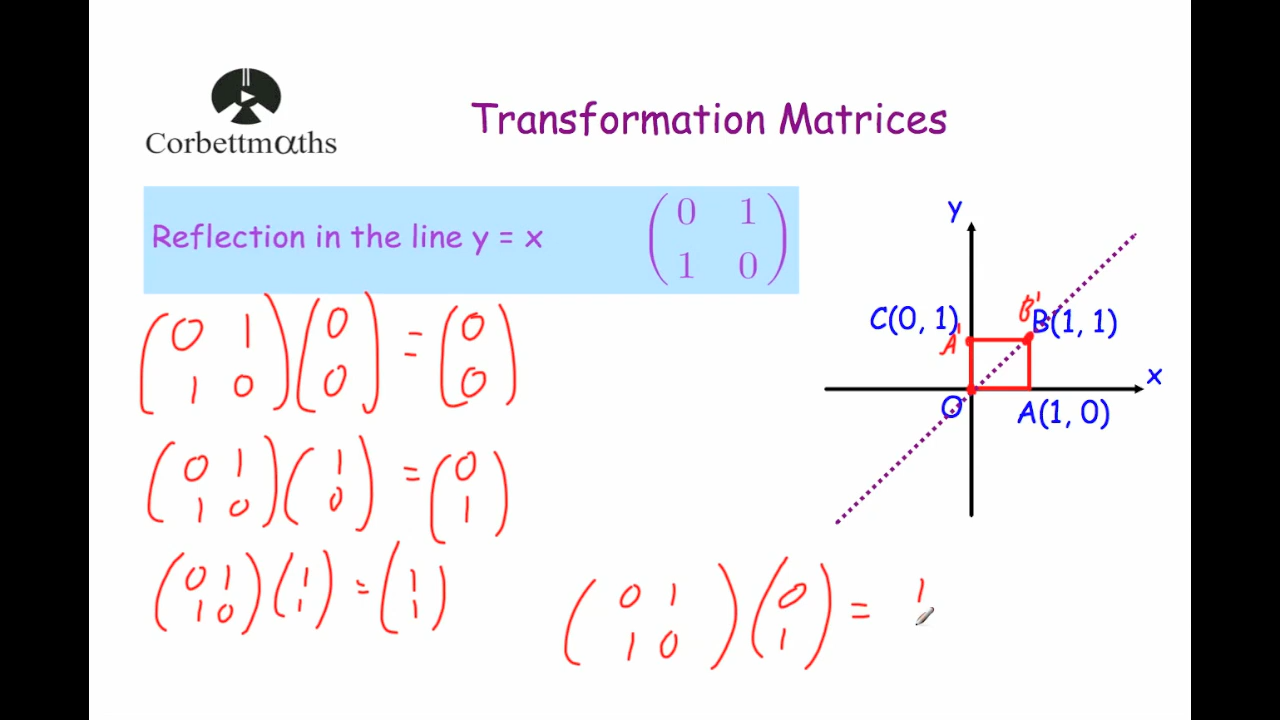 Corbettmαths
Transformation Matrices
Reflection in the line y = x
(0 1
1 0)
(0 1
1 0)(0
0) = (0
0)
(0 1
1 0)(1
0) = (0
1)
(0 1
1 0)(1
1) = (1
1)
(0 1
1 0)(0
1) = 1
y
B'
C(0, 1)
B(1, 1)
A'
x
O
A(1, 0)